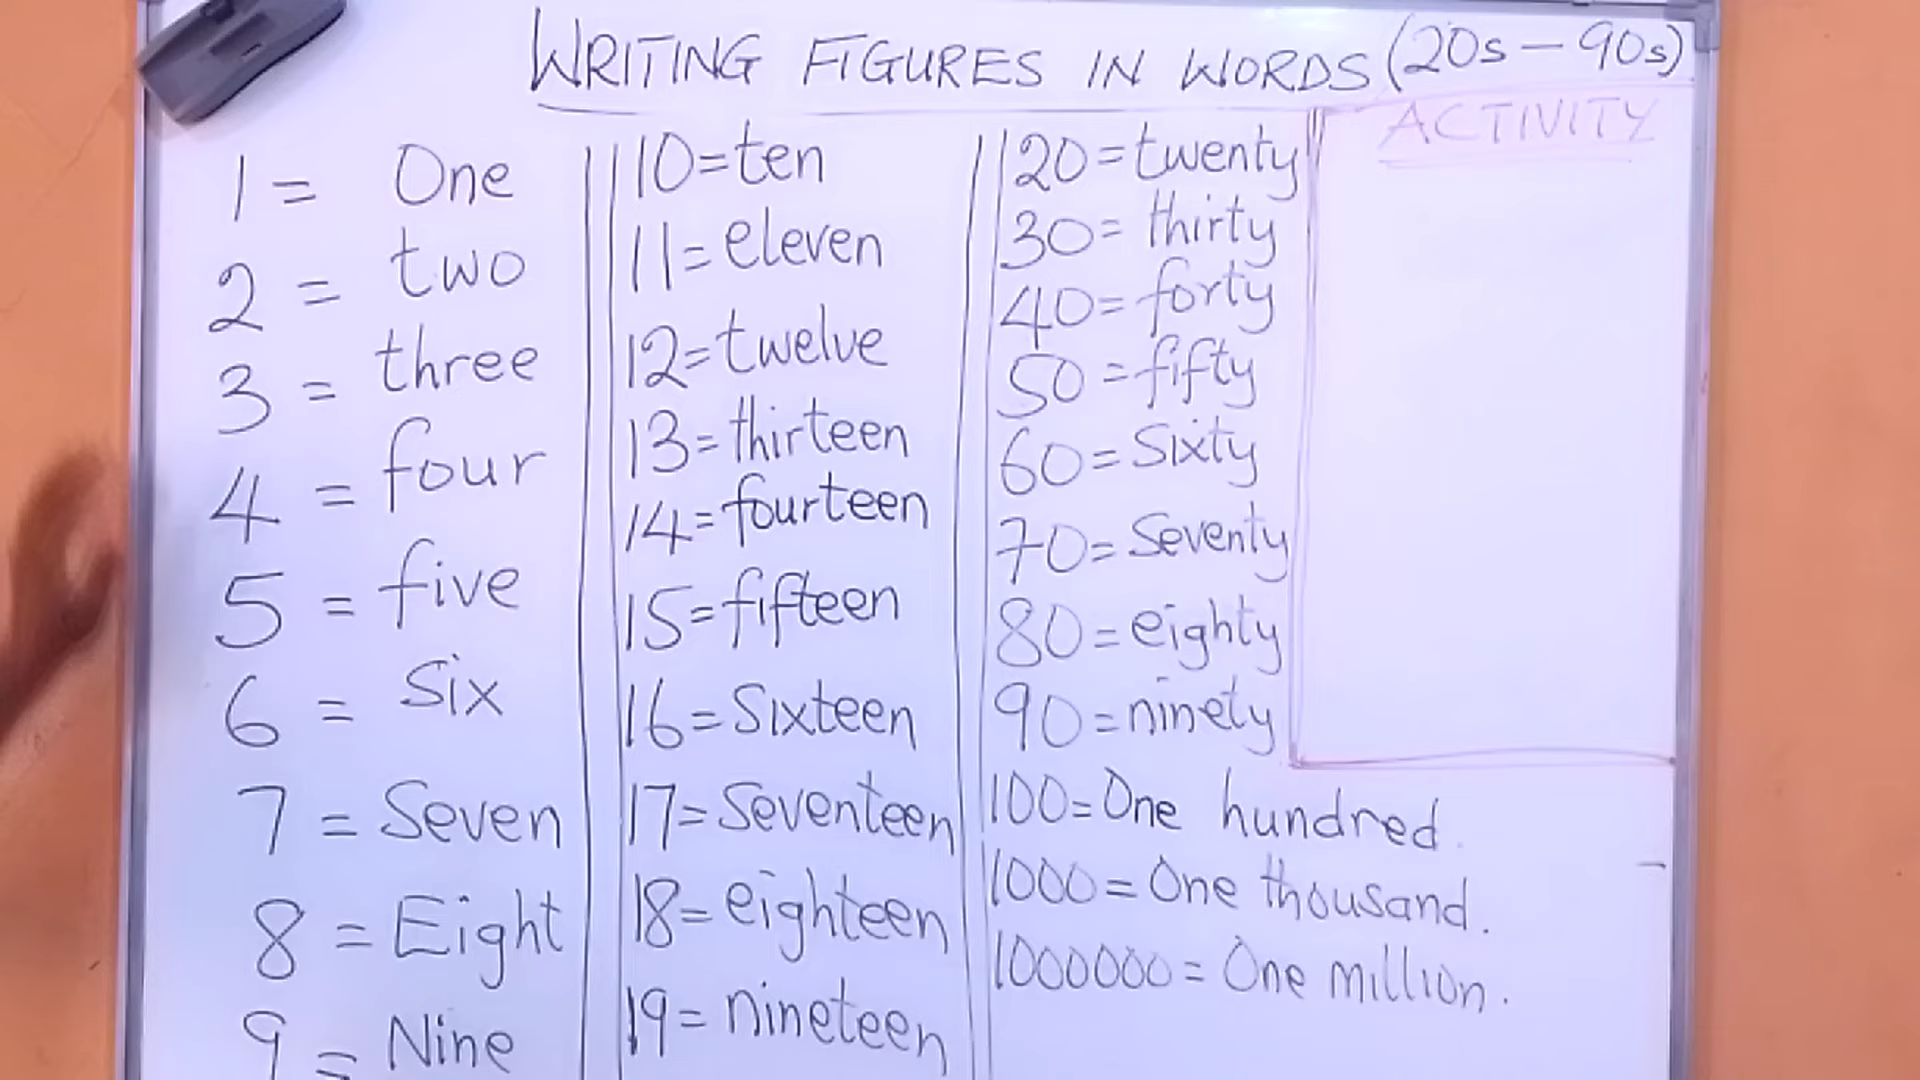 WRITING FIGURES IN WORDS (20s - 90s)
1 = One
2 = two
3 = three
4 = four
5 = five
6 = Six
7 = Seven
8 = Eight
9 = Nine
10 = ten
11 = eleven
12 = twelve
13 = thirteen
14 = fourteen
15 = fifteen
16 = Sixteen
17 = Seventeen
18 = eighteen
19 = nineteen
20 = twenty
30 = thirty
40 = forty
50 = fifty
60 = Sixty
70 = Seventy
80 = eighty
90 = ninety
100 = One hundred.
1000 = One thousand.
1000000 = One million.
ACTIVITY